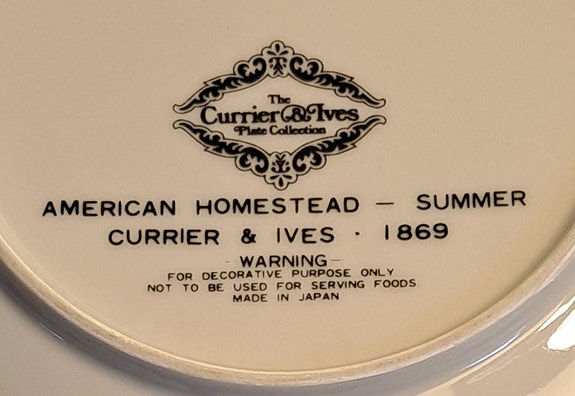 The
Currier & Ives
Plate Collection
AMERICAN HOMESTEAD — SUMMER
CURRIER & IVES · 1869
- WARNING -
FOR DECORATIVE PURPOSE ONLY
NOT TO BE USED FOR SERVING FOODS.
MADE IN JAPAN